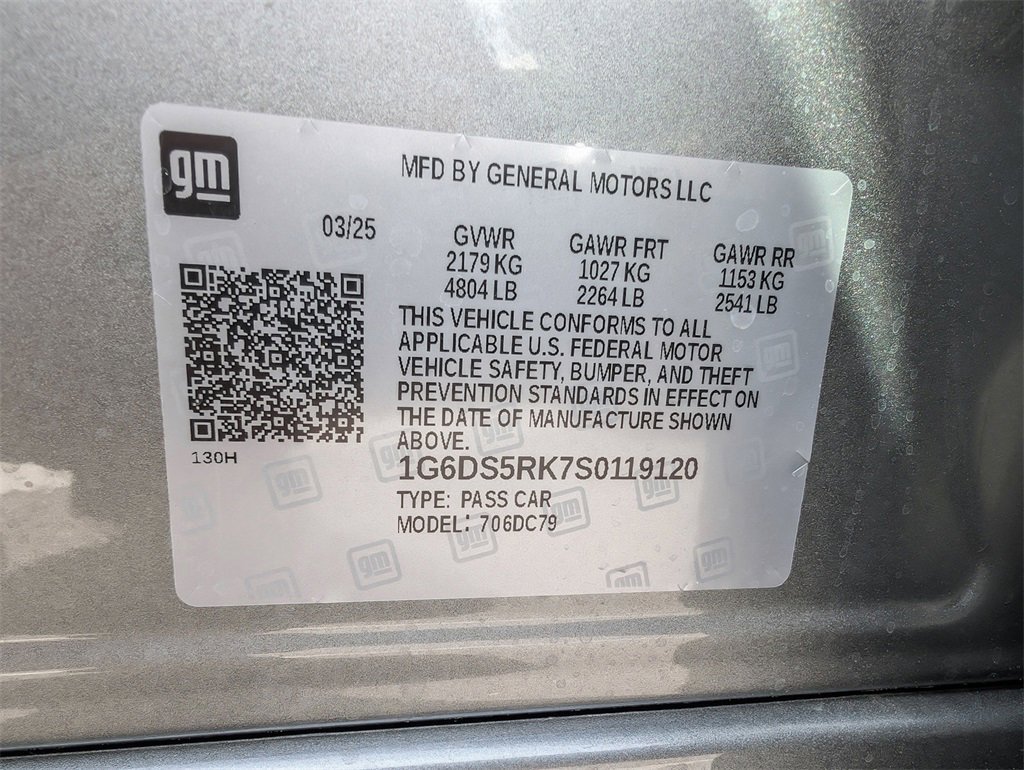 gm
MFD BY GENERAL MOTORS LLC
03/25
GVWR GAWR FRT GAWR RR
2179 KG 1027 KG 1153 KG
4804 LB 2264 LB 2541 LB
THIS VEHICLE CONFORMS TO ALL
APPLICABLE U.S. FEDERAL MOTOR
VEHICLE SAFETY, BUMPER, AND THEFT
PREVENTION STANDARDS IN EFFECT ON
THE DATE OF MANUFACTURE SHOWN
ABOVE.
130H
1G6DS5RK7S0119120
TYPE: PASS CAR
MODEL: 706DC79